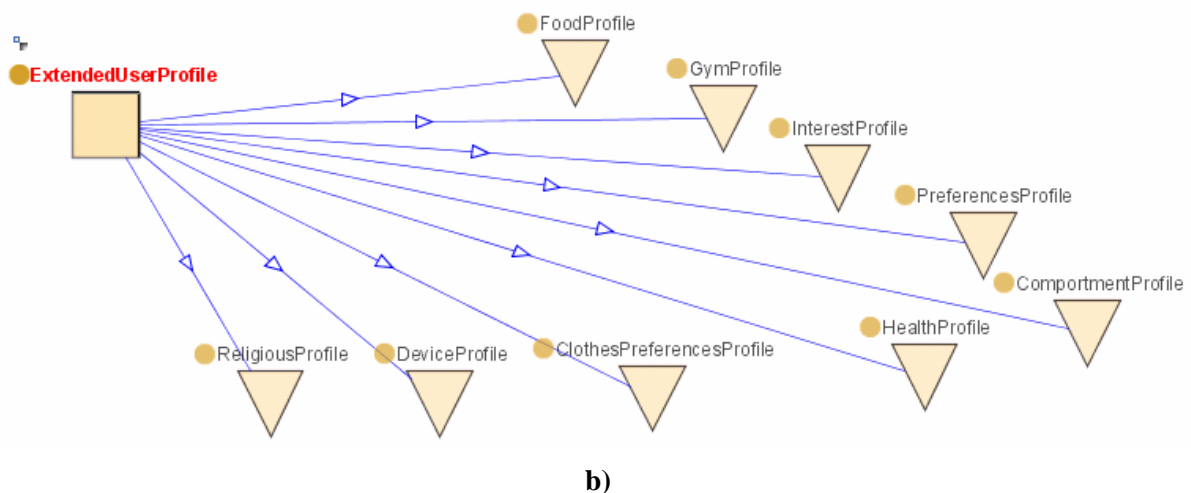 FoodProfile
GymProfile
ExtendedUserProfile
InterestProfile
PreferencesProfile
ComportmentProfile
HealthProfile
ReligiousProfile
DeviceProfile
ClothesPreferencesProfile
b)